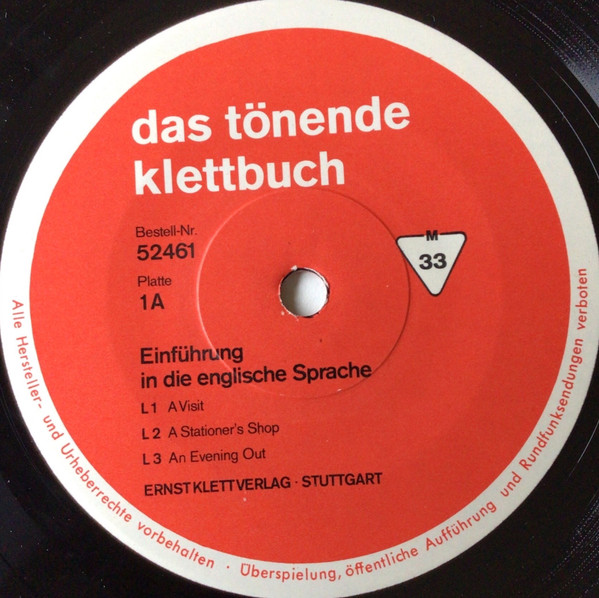 das tönende
klettbuch
Bestell-Nr.
52461
M
33
Platte
1A
Einführung
in die englische Sprache
L 1 A Visit
L 2 A Stationer's Shop
L 3 An Evening Out
ERNST KLETT VERLAG · STUTTGART
Alle Hersteller- und Urheberrechte vorbehalten · Überspielung, öffentliche Aufführung und Rundfunksendungen verboten